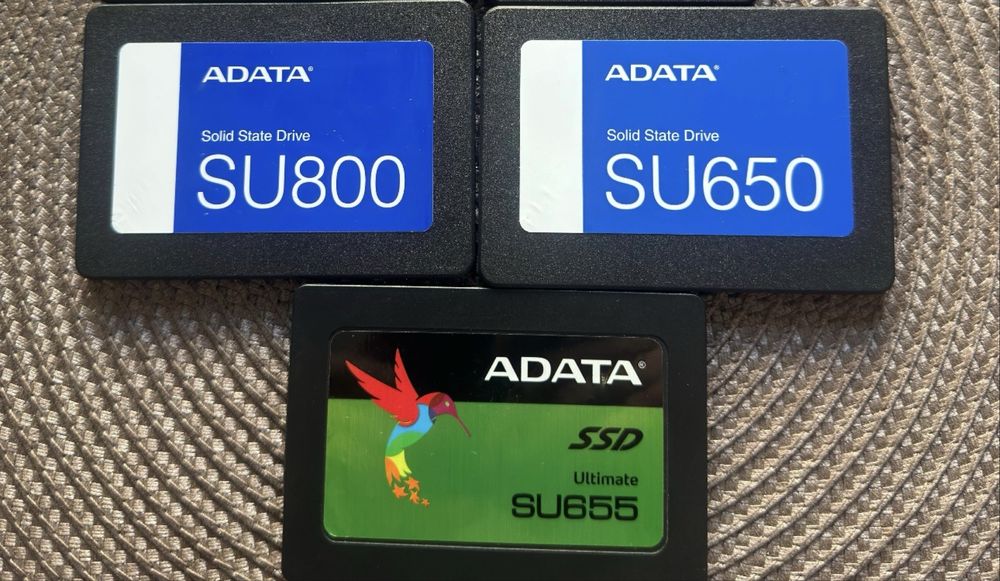 ADATA®
Solid State Drive
SU800
ADATA®
Solid State Drive
SU650
ADATA®
SSD
Ultimate
SU655